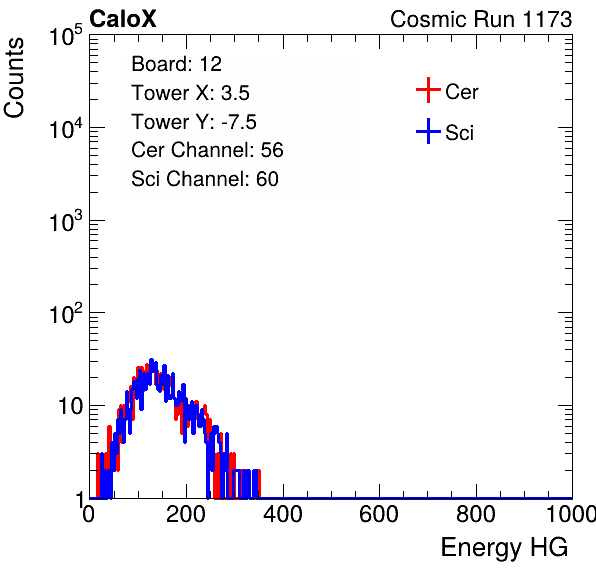 CaloX Cosmic Run 1173
Counts
10^5
10^4
10^3
10^2
10
1
Board: 12
Tower X: 3.5
Tower Y: -7.5
Cer Channel: 56
Sci Channel: 60
Cer
Sci
0 200 400 600 800 1000
Energy HG